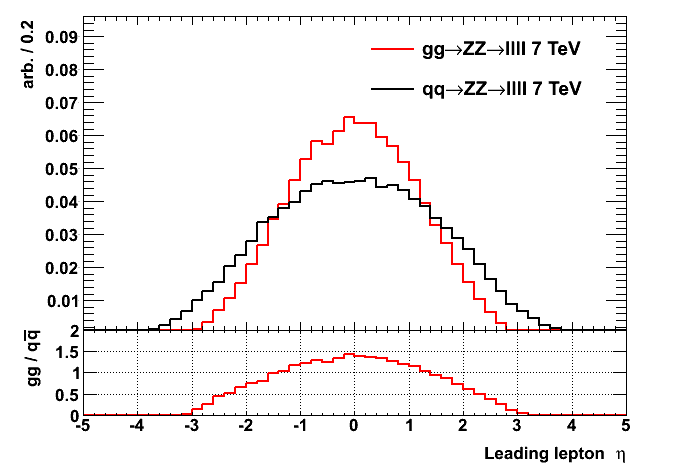 arb. / 0.2
0.09
0.08
0.07
0.06
0.05
0.04
0.03
0.02
0.01
gg→ZZ→llll 7 TeV
qq→ZZ→llll 7 TeV
gg / qq̅
2
1.5
1
0.5
0
-5 -4 -3 -2 -1 0 1 2 3 4 5
Leading lepton η